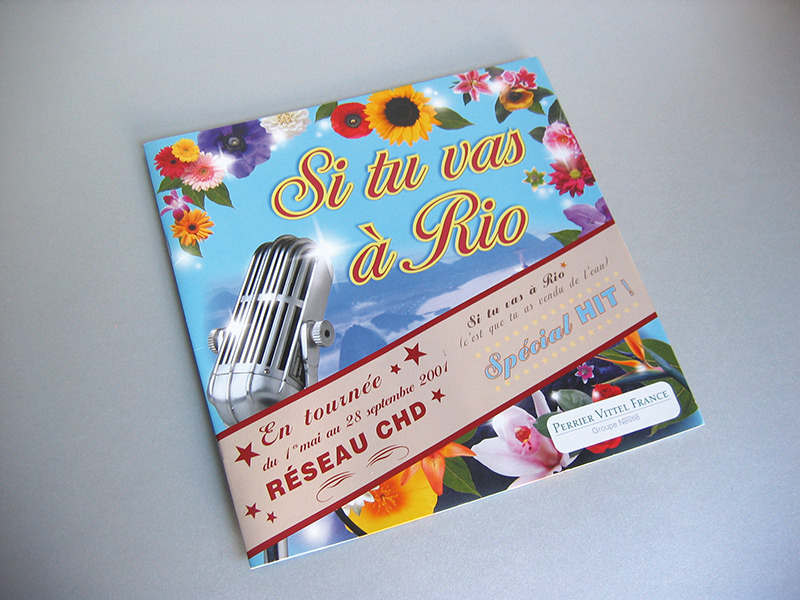 Si tu vas
à Rio
Si tu vas à Rio
(c'est que tu as vendu de l'eau)
Spécial HIT !
En tournée
du 1er mai au 28 septembre 2001
RÉSEAU CHD
PERRIER VITTEL FRANCE
Groupe Nestlé